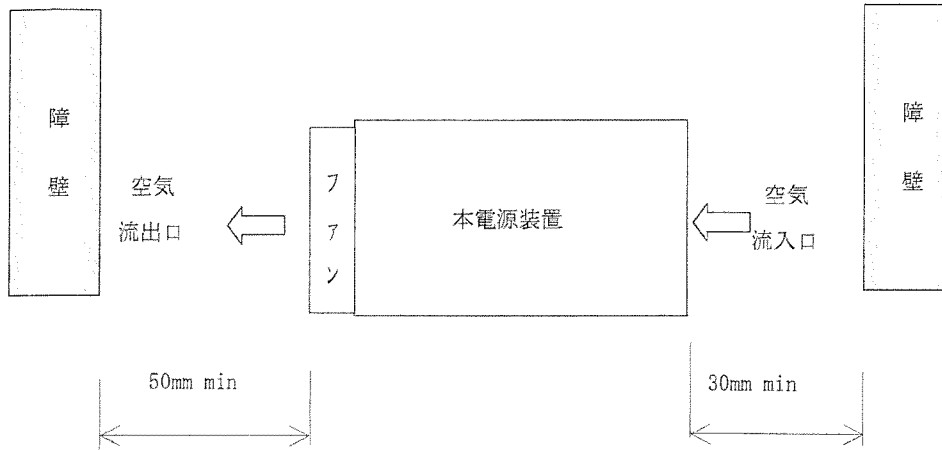 障壁
空気
流出口
ファン
本電源装置
空気
流入口
障壁
50mm min
30mm min